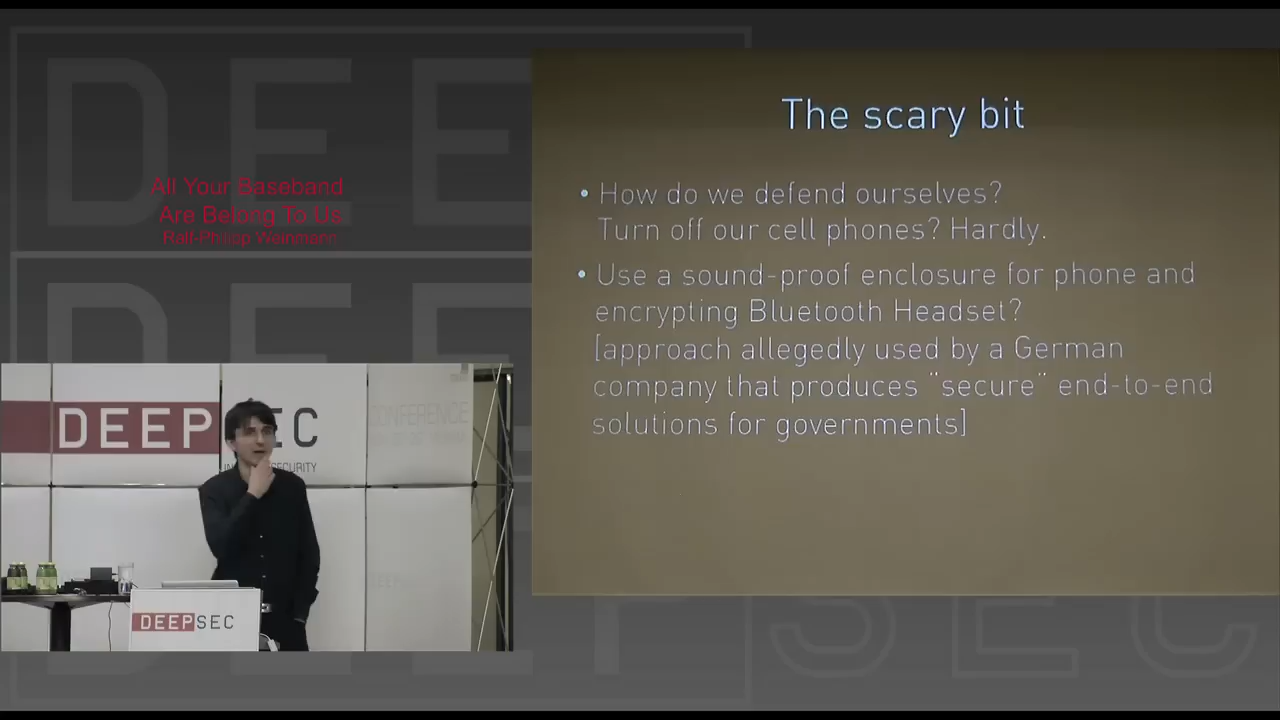 All Your Baseband
Are Belong To Us
Ralf-Philipp Weinmann
The scary bit
• How do we defend ourselves?
Turn off our cell phones? Hardly.
• Use a sound-proof enclosure for phone and
encrypting Bluetooth Headset?
[approach allegedly used by a German
company that produces "secure" end-to-end
solutions for governments]
DEEPSEC
CONFERENCE
SECURITY
DEEPSEC